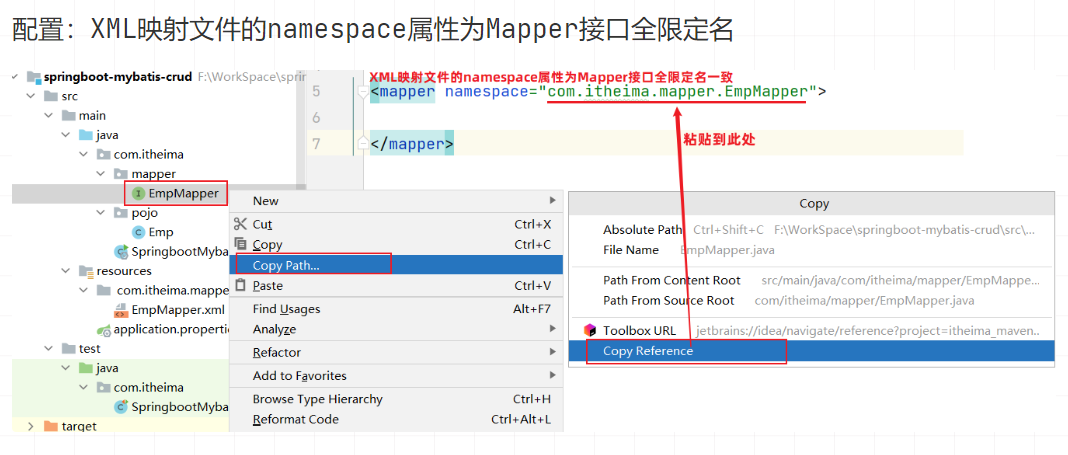 配置：XML映射文件的namespace属性为Mapper接口全限定名
springboot-mybatis-crud F:\WorkSpace\sprin
src
main
java
com.itheima
mapper
EmpMapper
pojo
Emp
SpringbootMyba
resources
com.itheima.mappe
EmpMapper.xml
application.propertie
test
java
com.itheima
SpringbootMyba
target
XML映射文件的namespace属性为Mapper接口全限定名一致
5 <mapper namespace="com.itheima.mapper.EmpMapper">
6
7 </mapper>
粘贴到此处
New
Cut Ctrl+X
Copy Ctrl+C
Copy Path...
Paste Ctrl+V
Find Usages Alt+F7
Analyze
Refactor
Add to Favorites
Browse Type Hierarchy Ctrl+H
Reformat Code Ctrl+Alt+L
Copy
Absolute Path Ctrl+Shift+C F:\WorkSpace\springboot-mybatis-crud\src\...
File Name EmpMapper.java
Path From Content Root src/main/java/com/itheima/mapper/EmpMappe...
Path From Source Root com/itheima/mapper/EmpMapper.java
Toolbox URL jetbrains://idea/navigate/reference?project=itheima_maven...
Copy Reference